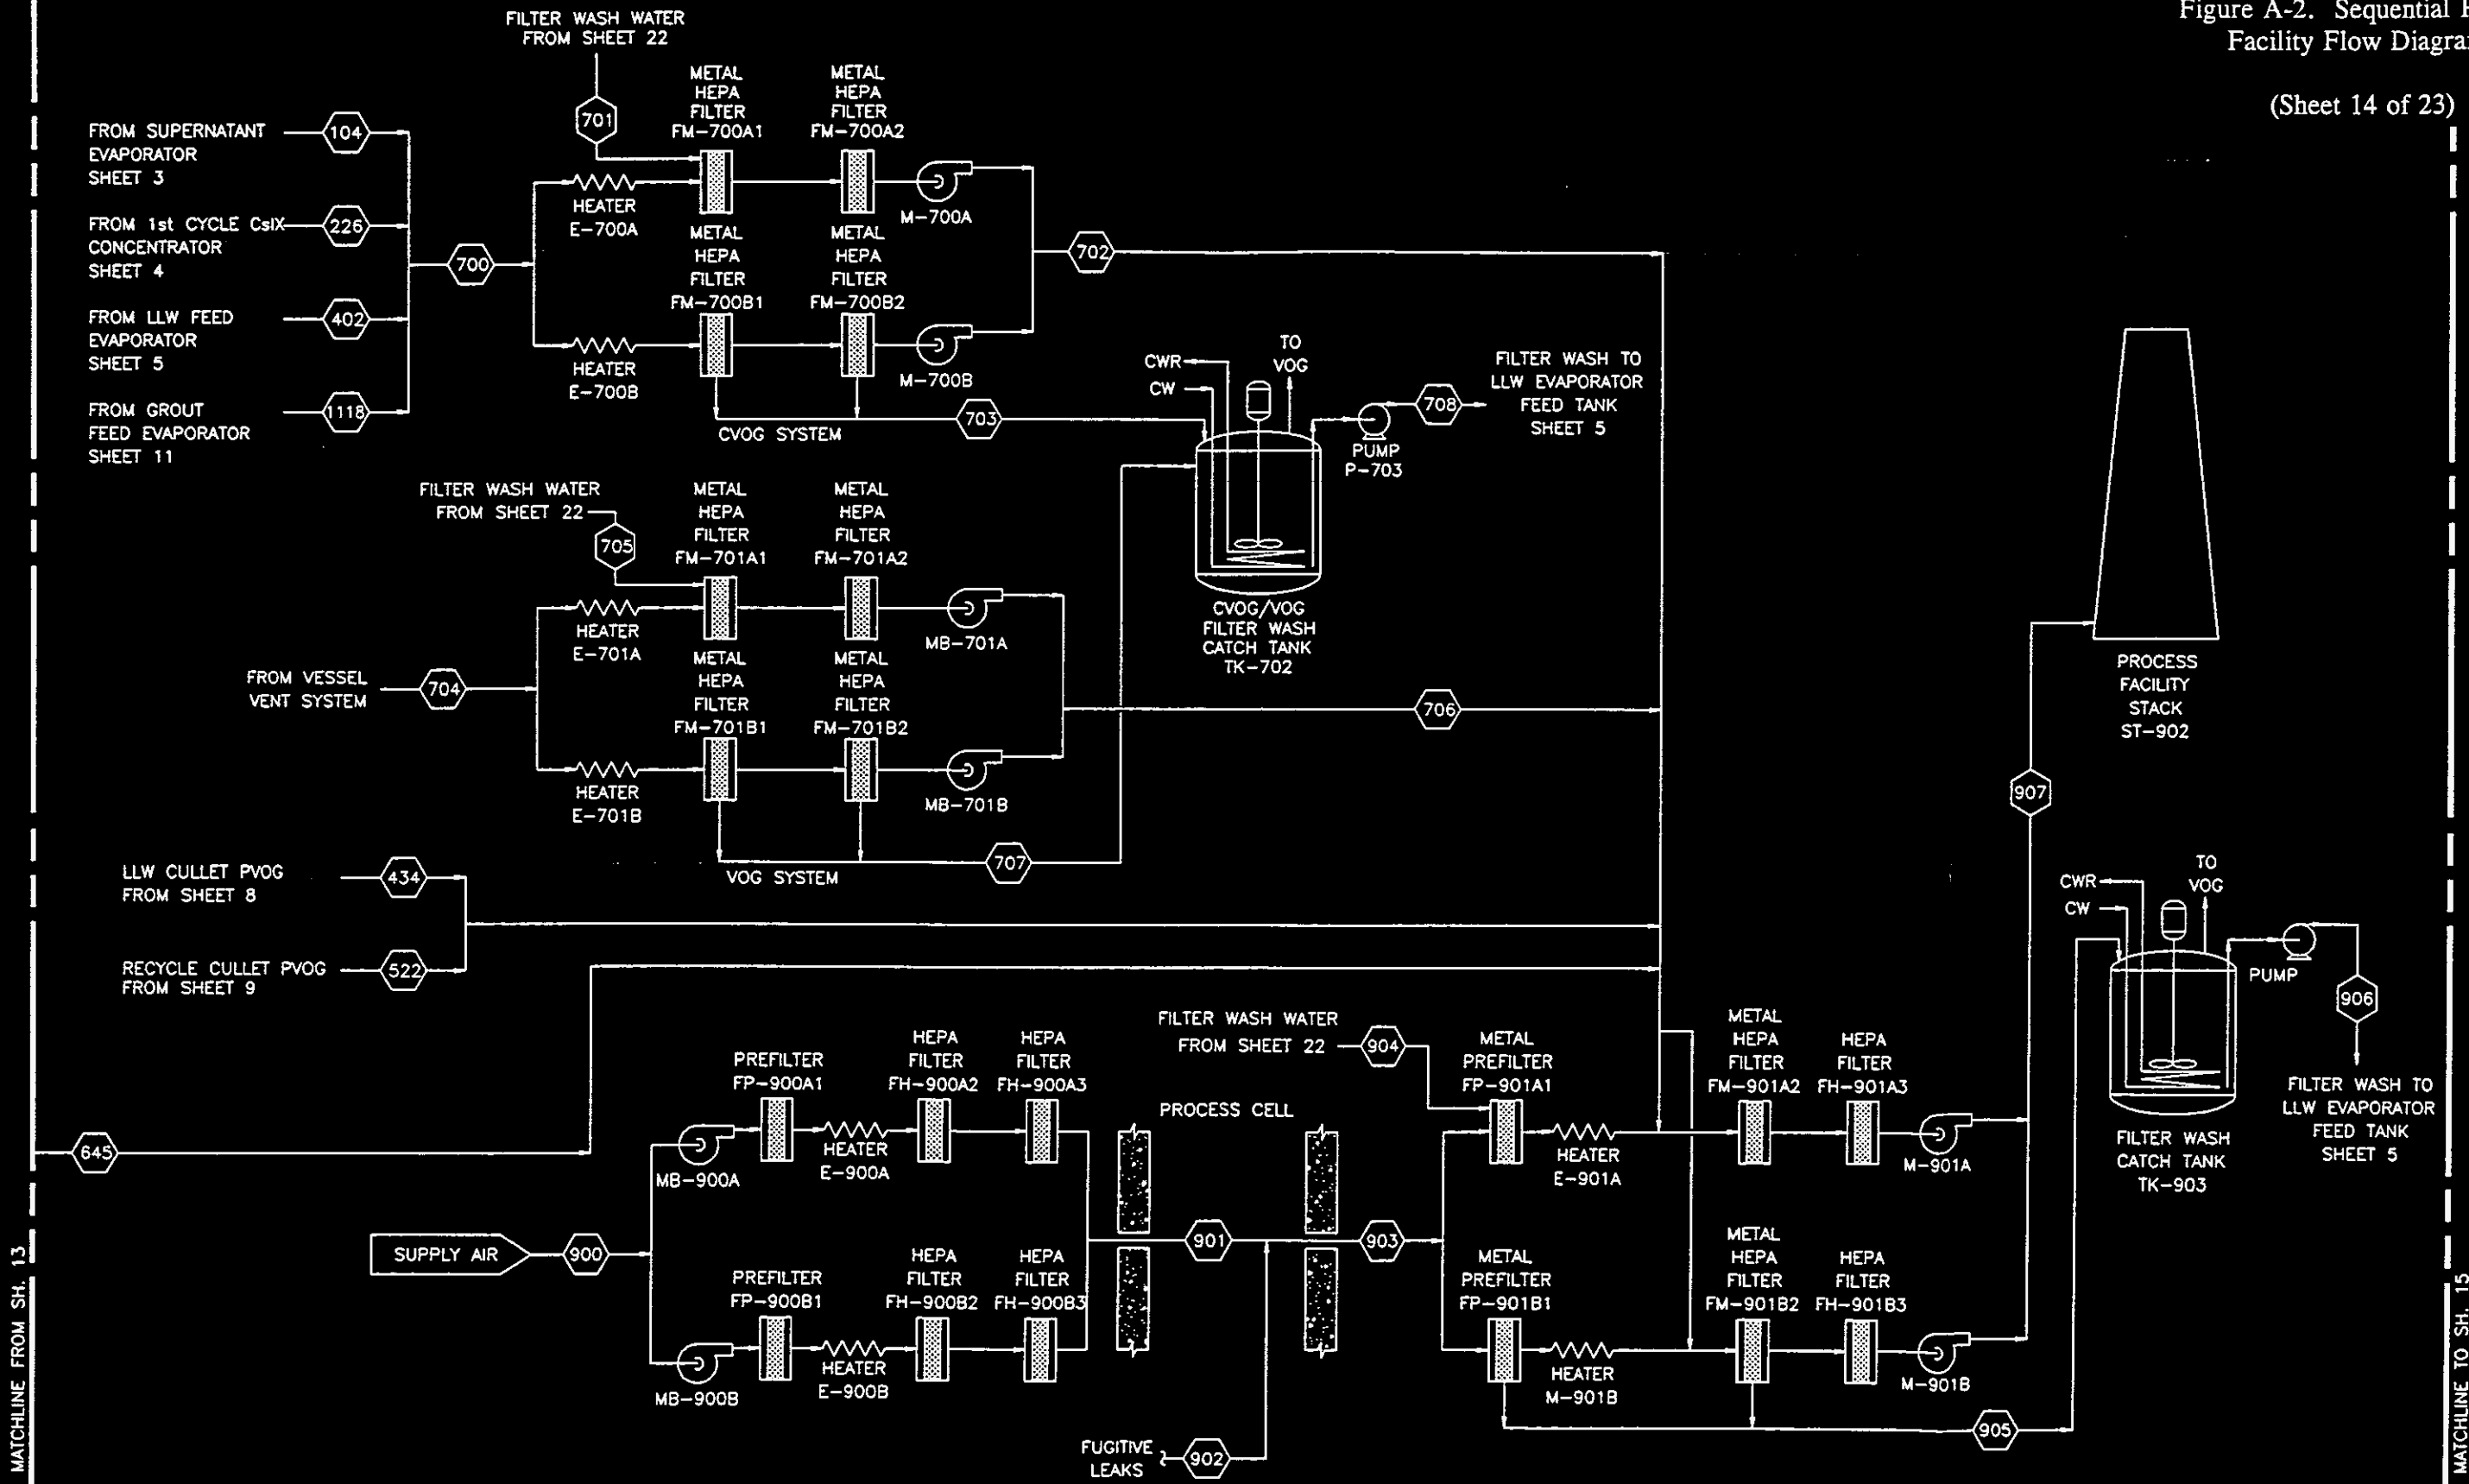 Figure A-2. Sequential
Facility Flow
(Sheet 14 of 23)
FILTER WASH WATER
FROM SHEET 22
701
METAL
HEPA
FILTER
FM-700A1
METAL
HEPA
FILTER
FM-700A2
FROM SUPERNATANT
EVAPORATOR
SHEET 3
104
FROM 1st CYCLE CsIX
CONCENTRATOR
SHEET 4
226
FROM LLW FEED
EVAPORATOR
SHEET 5
402
FROM GROUT
FEED EVAPORATOR
SHEET 11
1118
700
HEATER
E-700A
M-700A
METAL
HEPA
FILTER
FM-700B1
METAL
HEPA
FILTER
FM-700B2
HEATER
E-700B
M-700B
702
703
CVOG SYSTEM
CWR
CW
TO
VOG
PUMP
P-703
708
FILTER WASH TO
LLW EVAPORATOR
FEED TANK
SHEET 5
CVOG/VOG
FILTER WASH
CATCH TANK
TK-702
FILTER WASH WATER
FROM SHEET 22
705
METAL
HEPA
FILTER
FM-701A1
METAL
HEPA
FILTER
FM-701A2
HEATER
E-701A
MB-701A
FROM VESSEL
VENT SYSTEM
704
METAL
HEPA
FILTER
FM-701B1
METAL
HEPA
FILTER
FM-701B2
HEATER
E-701B
MB-701B
706
707
VOG SYSTEM
PROCESS
FACILITY
STACK
ST-902
907
LLW CULLET PVOG
FROM SHEET 8
434
RECYCLE CULLET PVOG
FROM SHEET 9
522
645
CWR
CW
TO
VOG
PUMP
906
FILTER WASH TO
LLW EVAPORATOR
FEED TANK
SHEET 5
FILTER WASH
CATCH TANK
TK-903
SUPPLY AIR
900
MB-900A
PREFILTER
FP-900A1
HEATER
E-900A
HEPA
FILTER
FH-900A2
HEPA
FILTER
FH-900A3
MB-900B
PREFILTER
FP-900B1
HEATER
E-900B
HEPA
FILTER
FH-900B2
HEPA
FILTER
FH-900B3
PROCESS CELL
901
FUGITIVE
LEAKS
902
903
FILTER WASH WATER
FROM SHEET 22
904
METAL
PREFILTER
FP-901A1
HEATER
E-901A
METAL
HEPA
FILTER
FM-901A2
HEPA
FILTER
FH-901A3
M-901A
METAL
PREFILTER
FP-901B1
HEATER
M-901B
METAL
HEPA
FILTER
FM-901B2
HEPA
FILTER
FH-901B3
M-901B
905
MATCHLINE FROM SH. 13
MATCHLINE TO SH. 15